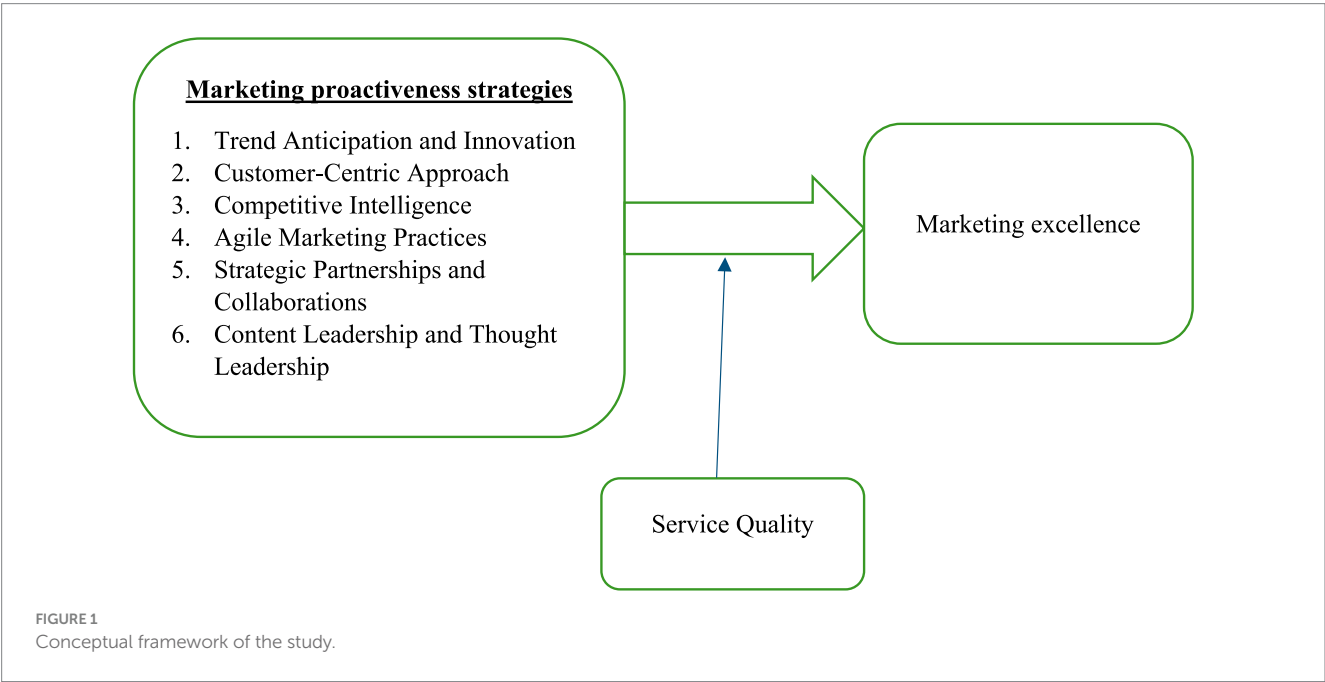 Marketing proactiveness strategies
1. Trend Anticipation and Innovation
2. Customer-Centric Approach
3. Competitive Intelligence
4. Agile Marketing Practices
5. Strategic Partnerships and
Collaborations
6. Content Leadership and Thought
Leadership
Marketing excellence
Service Quality
FIGURE 1
Conceptual framework of the study.